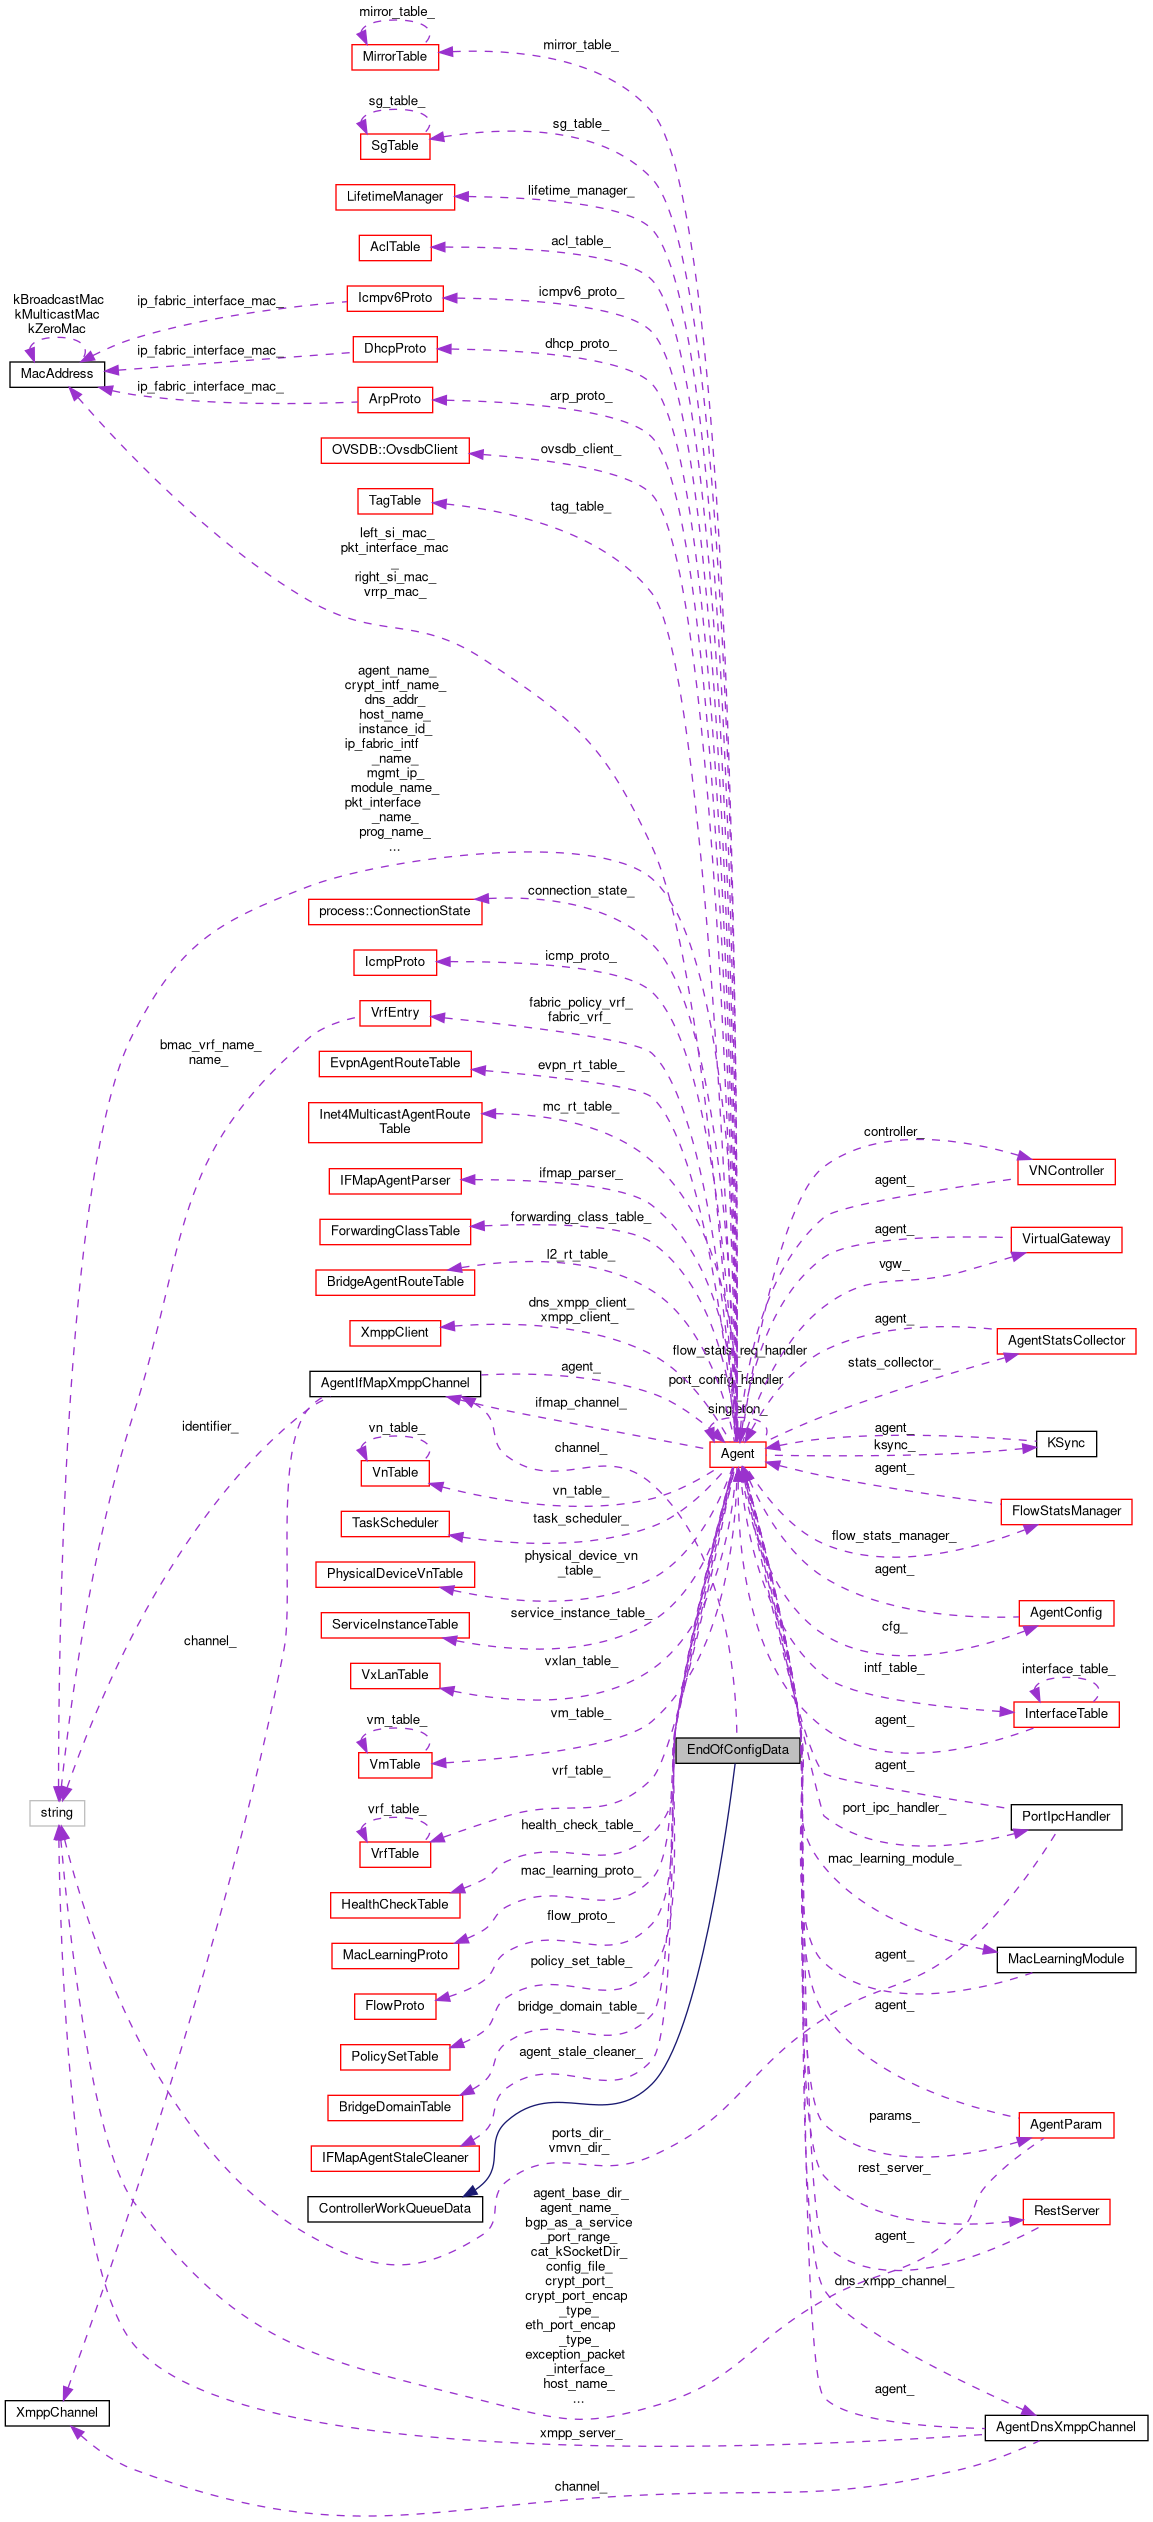 mirror_table_
MirrorTable
mirror_table_
sg_table_
SgTable
sg_table_
LifetimeManager
lifetime_manager_
AclTable
acl_table_
kBroadcastMac
kMulticastMac
kZeroMac
MacAddress
ip_fabric_interface_mac_
Icmpv6Proto
icmpv6_proto_
ip_fabric_interface_mac_
DhcpProto
dhcp_proto_
ip_fabric_interface_mac_
ArpProto
arp_proto_
OVSDB::OvsdbClient
ovsdb_client_
TagTable
tag_table_
left_si_mac_
pkt_interface_mac
_
right_si_mac_
vrrp_mac_
agent_name_
crypt_intf_name_
dns_addr_
host_name_
instance_id_
ip_fabric_intf
_name_
mgmt_ip_
module_name_
pkt_interface
_name_
prog_name_
...
process::ConnectionState
connection_state_
IcmpProto
icmp_proto_
bmac_vrf_name_
name_
VrfEntry
fabric_policy_vrf_
fabric_vrf_
EvpnAgentRouteTable
evpn_rt_table_
Inet4MulticastAgentRoute
Table
mc_rt_table_
IFMapAgentParser
ifmap_parser_
ForwardingClassTable
forwarding_class_table_
BridgeAgentRouteTable
l2_rt_table_
XmppClient
dns_xmpp_client_
xmpp_client_
AgentIfMapXmppChannel
agent_
ifmap_channel_
identifier_
channel_
channel_
flow_stats_req_handler
_
port_config_handler
_
singleton_
Agent
vn_table_
VnTable
vn_table_
TaskScheduler
task_scheduler_
PhysicalDeviceVnTable
physical_device_vn
_table_
ServiceInstanceTable
service_instance_table_
VxLanTable
vxlan_table_
vm_table_
VmTable
vm_table_
vrf_table_
VrfTable
vrf_table_
HealthCheckTable
health_check_table_
MacLearningProto
mac_learning_proto_
FlowProto
flow_proto_
PolicySetTable
policy_set_table_
BridgeDomainTable
bridge_domain_table_
IFMapAgentStaleCleaner
agent_stale_cleaner_
ControllerWorkQueueData
EndOfConfigData
string
XmppChannel
controller_
VNController
agent_
agent_
VirtualGateway
vgw_
agent_
AgentStatsCollector
stats_collector_
agent_
KSync
ksync_
agent_
FlowStatsManager
flow_stats_manager_
agent_
AgentConfig
cfg_
intf_table_
interface_table_
InterfaceTable
agent_
agent_
PortIpcHandler
port_ipc_handler_
mac_learning_module_
MacLearningModule
agent_
agent_
AgentParam
params_
rest_server_
RestServer
agent_
dns_xmpp_channel_
AgentDnsXmppChannel
agent_
ports_dir_
vmvn_dir_
agent_base_dir_
agent_name_
bgp_as_a_service
_port_range_
cat_kSocketDir_
config_file_
crypt_port_
crypt_port_encap
_type_
eth_port_encap
_type_
exception_packet
_interface_
host_name_
...
xmpp_server_
channel_